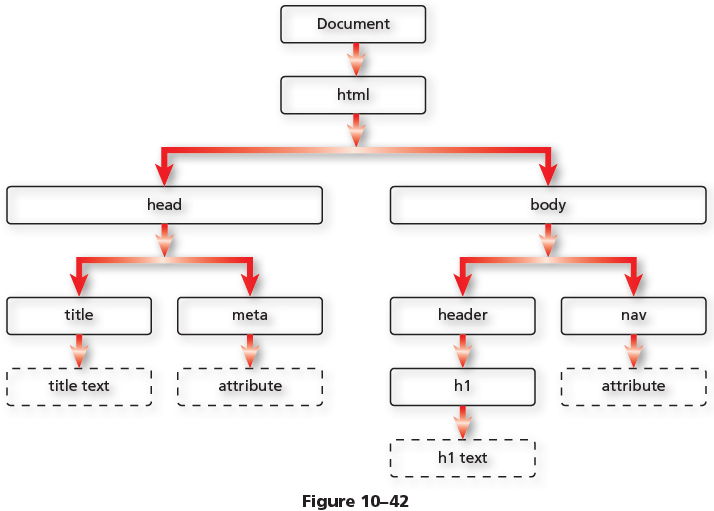 Document
html
head
body
title
meta
header
nav
title text
attribute
h1
attribute
h1 text
Figure 10–42